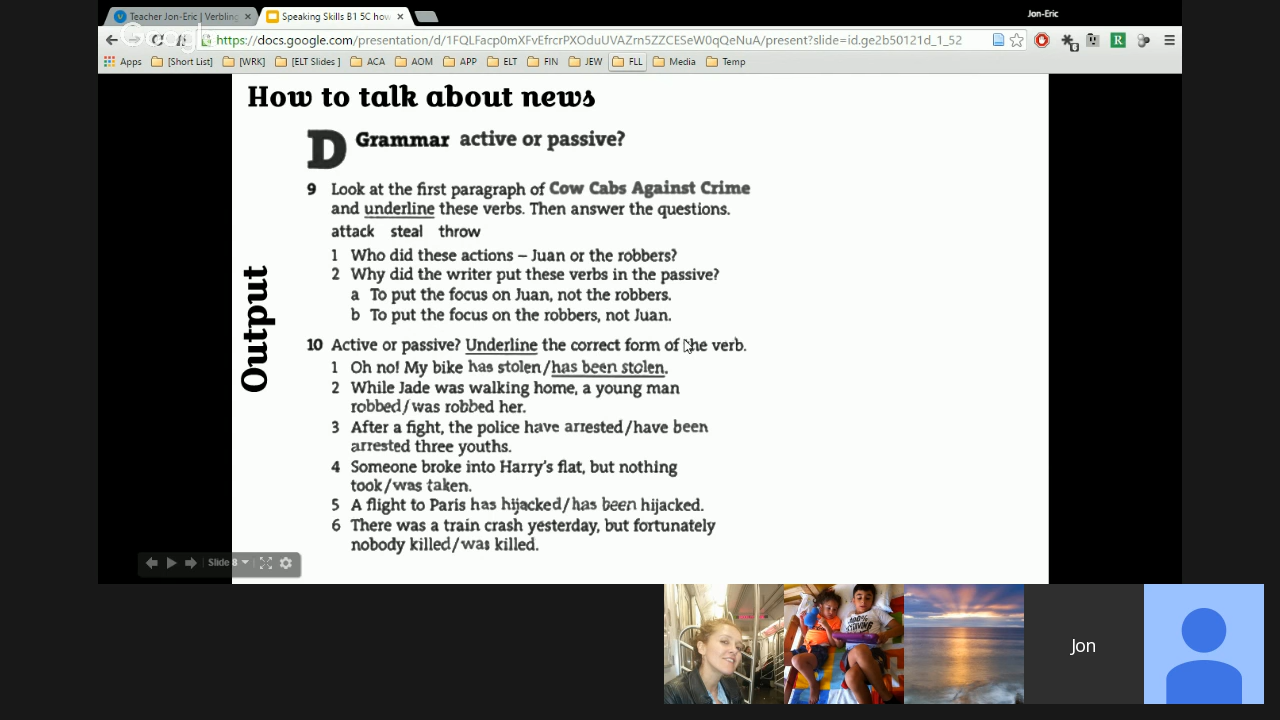 Jon-Eric
Teacher Jon-Eric | Verbling
Speaking Skills B1 5C how
Google
https://docs.google.com/presentation/d/1FQLFacp0mXFvEfrcrPXOduUVAZm5ZZCESeW0qQeNuA/present?slide=id.ge2b50121d_1_52
Apps [Short List] [WRK] [ELT Slides ] ACA AOM APP ELT FIN JEW FLL Media Temp
How to talk about news
D Grammar active or passive?
9 Look at the first paragraph of Cow Cabs Against Crime
and underline these verbs. Then answer the questions.
attack steal throw
1 Who did these actions – Juan or the robbers?
2 Why did the writer put these verbs in the passive?
a To put the focus on Juan, not the robbers.
b To put the focus on the robbers, not Juan.
Output
10 Active or passive? Underline the correct form of the verb.
1 Oh no! My bike has stolen/has been stolen.
2 While Jade was walking home, a young man
robbed/was robbed her.
3 After a fight, the police have arrested/have been
arrested three youths.
4 Someone broke into Harry's flat, but nothing
took/was taken.
5 A flight to Paris has hijacked/has been hijacked.
6 There was a train crash yesterday, but fortunately
nobody killed/was killed.
Slide 8
Jon